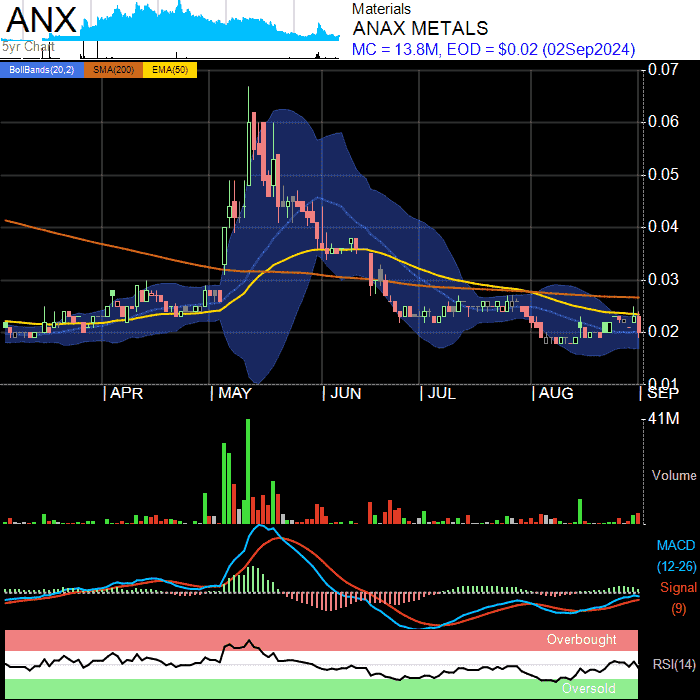 ANX
5yr Chart
Materials
ANAX METALS
MC = 13.8M, EOD = $0.02 (02Sep2024)
BollBands(20,2) SMA(200) EMA(50)
0.07
0.06
0.05
0.04
0.03
0.02
0.01
APR MAY JUN JUL AUG SEP
41M
Volume
MACD
(12-26)
Signal
(9)
Overbought
RSI(14)
Oversold